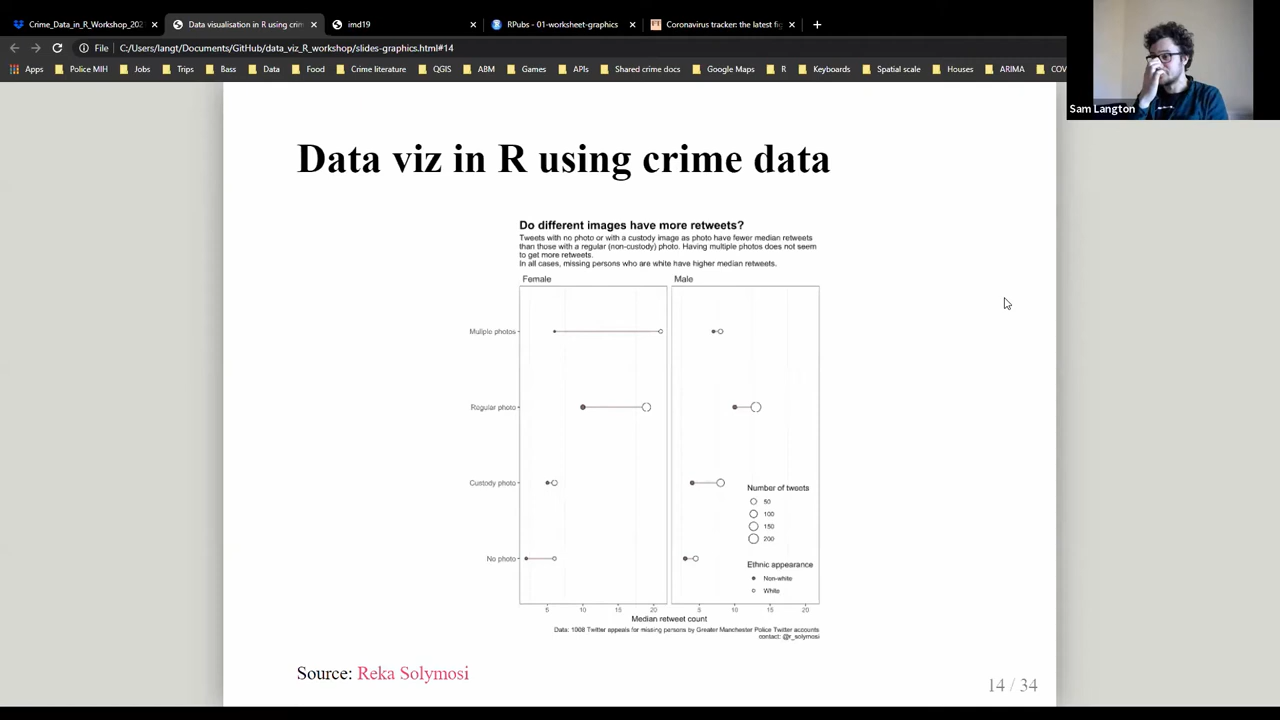 Crime_Data_in_R_Workshop_202
Data visualisation in R using crim
imd19
RPubs - 01-worksheet-graphics
Coronavirus tracker: the latest fig
File
C:/Users/langt/Documents/GitHub/data_viz_R_workshop/slides-graphics.html#14
Apps
Police MIH
Jobs
Trips
Bass
Data
Food
Crime literature
QGIS
ABM
Games
APIs
Shared crime docs
Google Maps
R
Keyboards
Spatial scale
Houses
ARIMA
COV
Sam Langton
Data viz in R using crime data
Do different images have more retweets?
Tweets with no photo or with a custody image as photo have fewer median retweets
than those with a regular (non-custody) photo. Having multiple photos does not seem
to get more retweets.
In all cases, missing persons who are white have higher median retweets.
Female
Male
Muliple photos
Regular photo
Custody photo
No photo
Number of tweets
50
100
150
200
Ethnic appearance
Non-white
White
5
10
15
20
5
10
15
20
Median retweet count
Data: 1008 Twitter appeals for missing persons by Greater Manchester Police Twitter accounts
contact: @r_solymosi
Source: Reka Solymosi
14 / 34